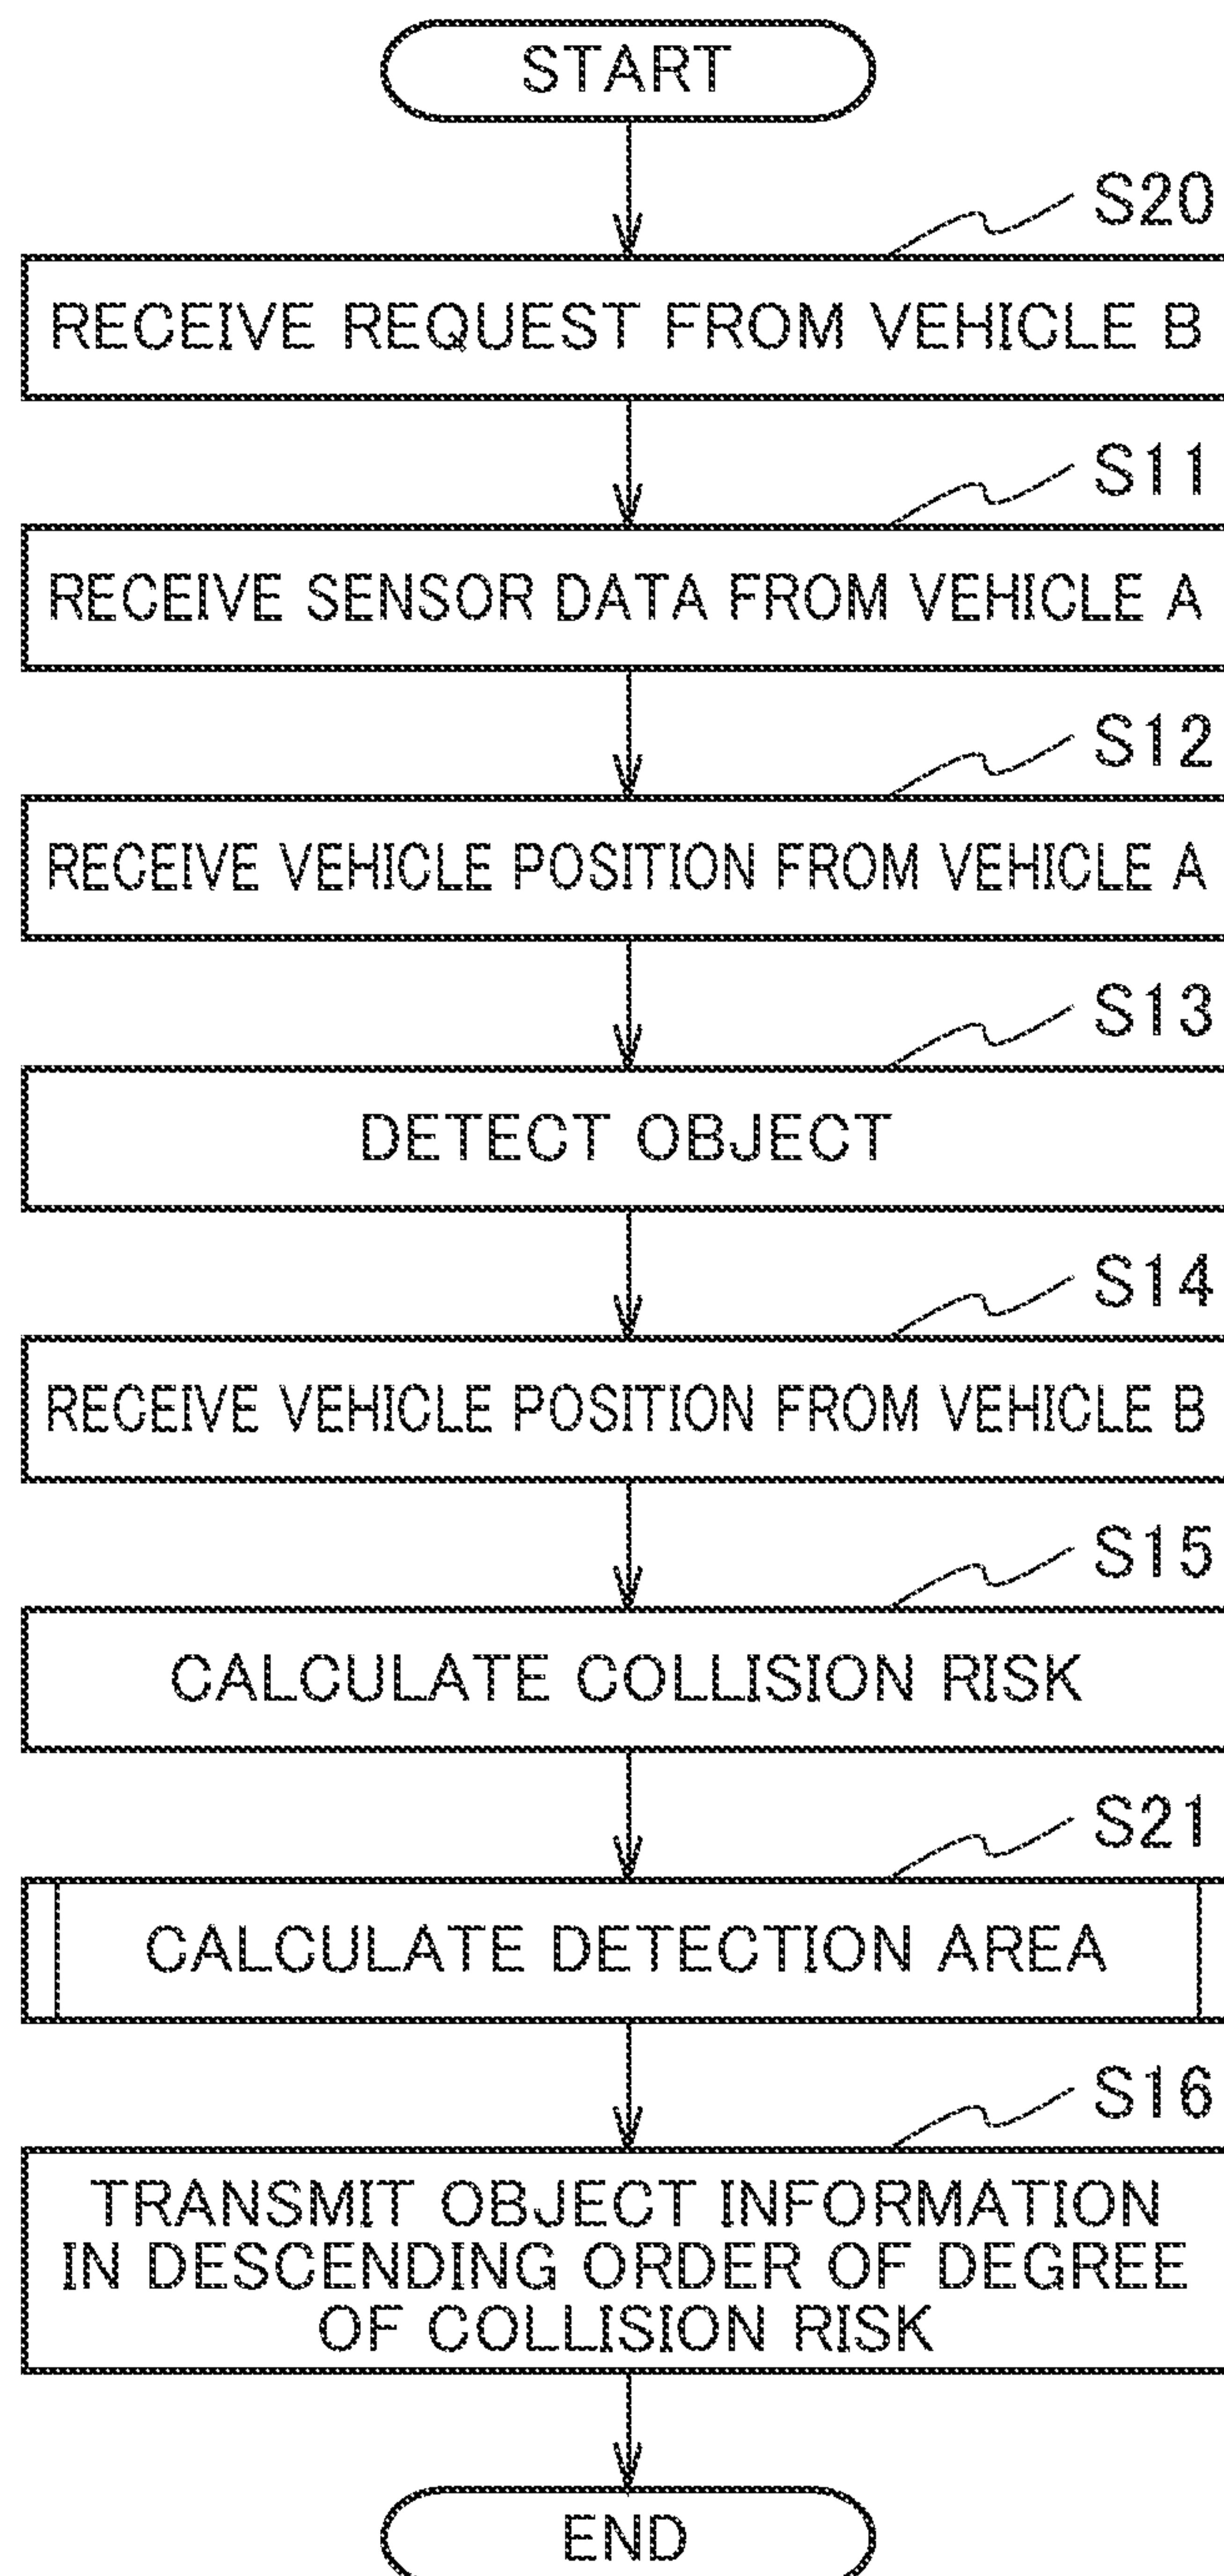 START
S20
RECEIVE REQUEST FROM VEHICLE B
S11
RECEIVE SENSOR DATA FROM VEHICLE A
S12
RECEIVE VEHICLE POSITION FROM VEHICLE A
S13
DETECT OBJECT
S14
RECEIVE VEHICLE POSITION FROM VEHICLE B
S15
CALCULATE COLLISION RISK
S21
CALCULATE DETECTION AREA
S16
TRANSMIT OBJECT INFORMATION
IN DESCENDING ORDER OF DEGREE
OF COLLISION RISK
END